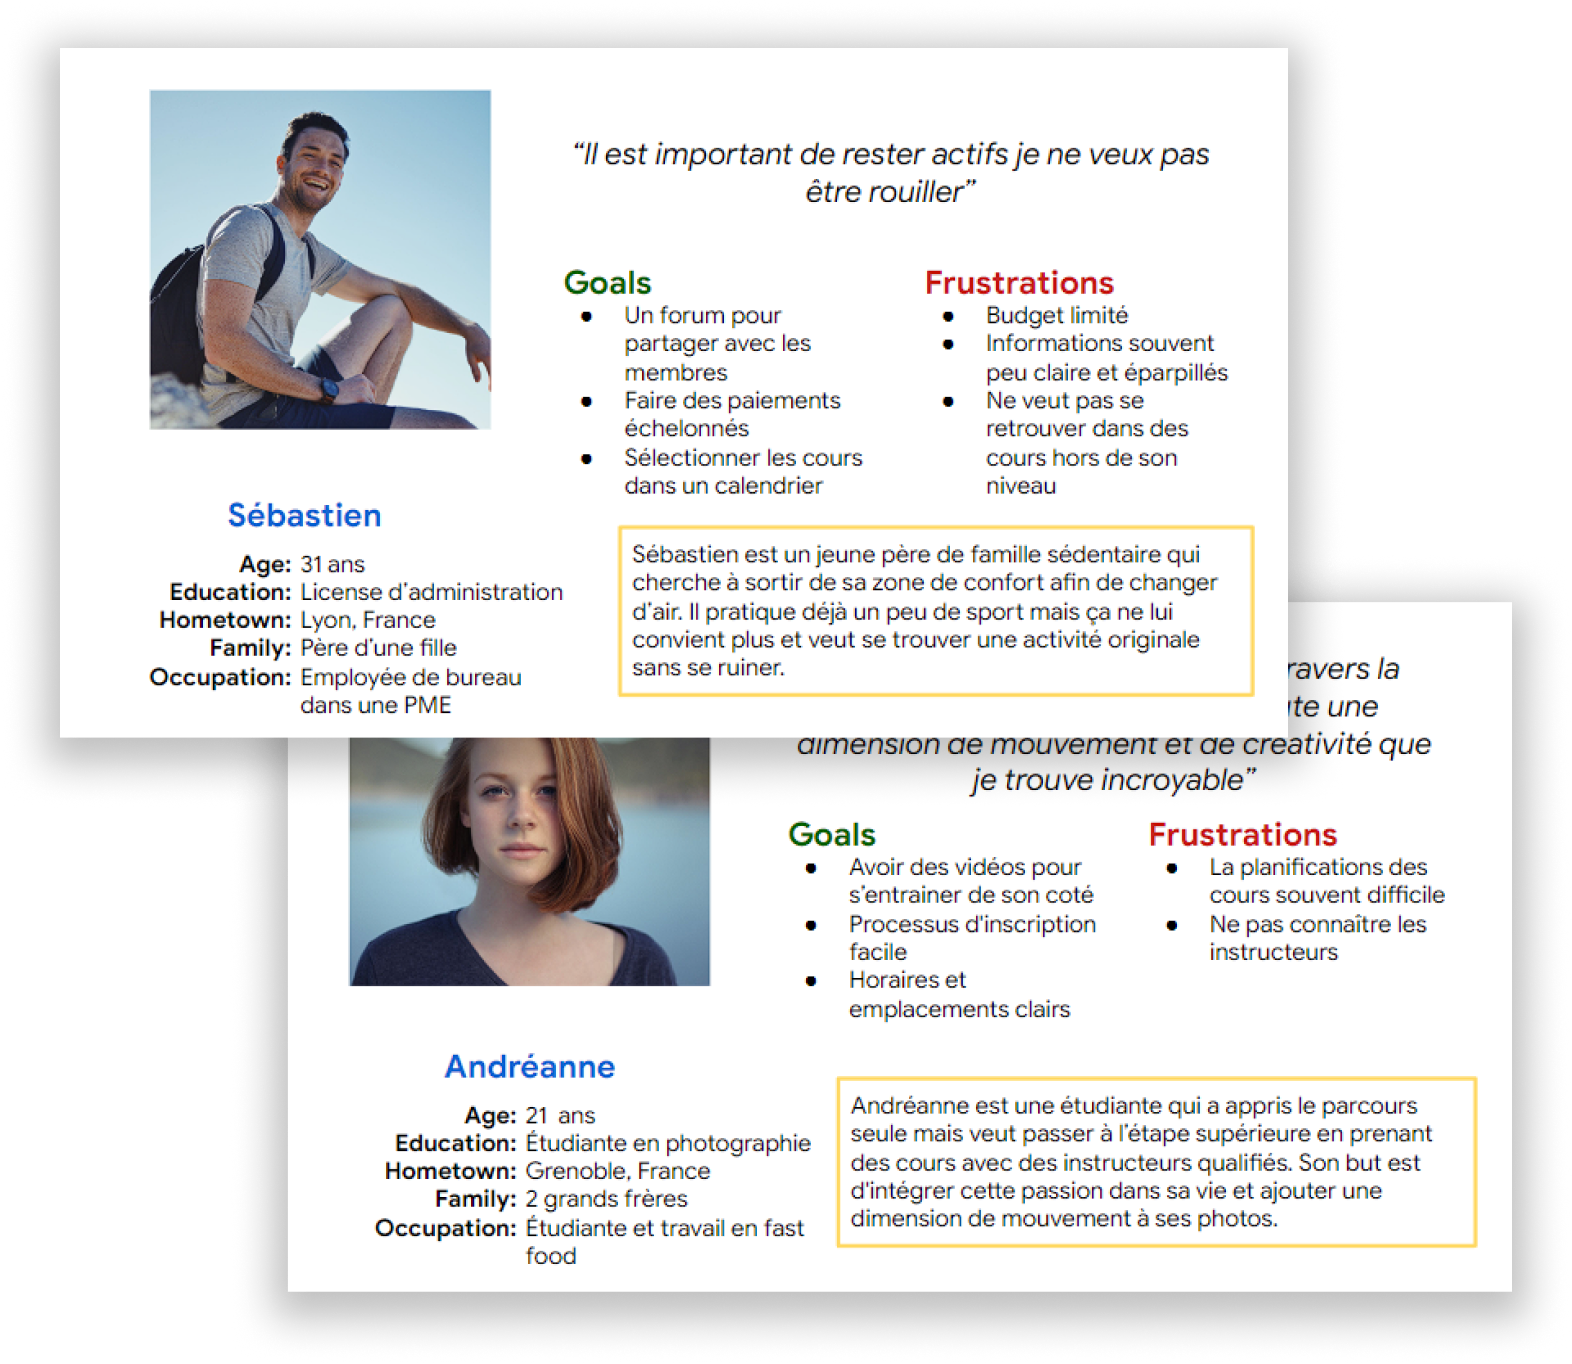 “Il est important de rester actifs je ne veux pas
être rouiller”
Goals
● Un forum pour
partager avec les
membres
● Faire des paiements
échelonnés
● Sélectionner les cours
dans un calendrier
Frustrations
● Budget limité
● Informations souvent
peu claire et éparpillés
● Ne veut pas se
retrouver dans des
cours hors de son
niveau
Sébastien
Age: 31 ans
Education: License d’administration
Hometown: Lyon, France
Family: Père d’une fille
Occupation: Employée de bureau
dans une PME
Sébastien est un jeune père de famille sédentaire qui
cherche à sortir de sa zone de confort afin de changer
d’air. Il pratique déjà un peu de sport mais ça ne lui
convient plus et veut se trouver une activité originale
sans se ruiner.
la
une
dimension de mouvement et de créativité que
je trouve incroyable”
Goals
● Avoir des vidéos pour
s’entrainer de son coté
● Processus d'inscription
facile
● Horaires et
emplacements clairs
Frustrations
● La planifications des
cours souvent difficile
● Ne pas connaître les
instructeurs
Andréanne
Age: 21 ans
Education: Étudiante en photographie
Hometown: Grenoble, France
Family: 2 grands frères
Occupation: Étudiante et travail en fast
food
Andréanne est une étudiante qui a appris le parcours
seule mais veut passer à l’étape supérieure en prenant
des cours avec des instructeurs qualifiés. Son but est
d'intégrer cette passion dans sa vie et ajouter une
dimension de mouvement à ses photos.